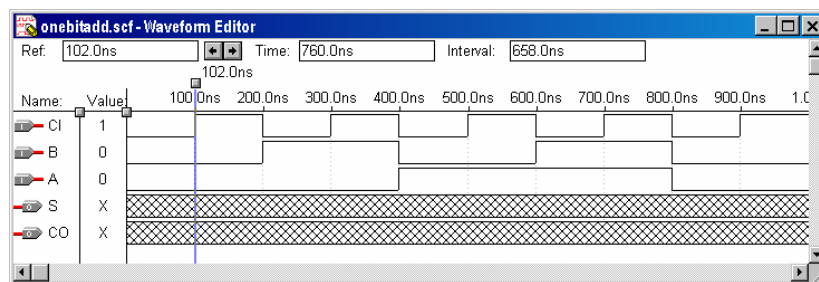 onebitadd.scf - Waveform Editor
Ref: 102.0ns Time: 760.0ns Interval: 658.0ns
102.0ns
Name: Value: 100.0ns 200.0ns 300.0ns 400.0ns 500.0ns 600.0ns 700.0ns 800.0ns 900.0ns 1.0
CI 1
B 0
A 0
S X
CO X